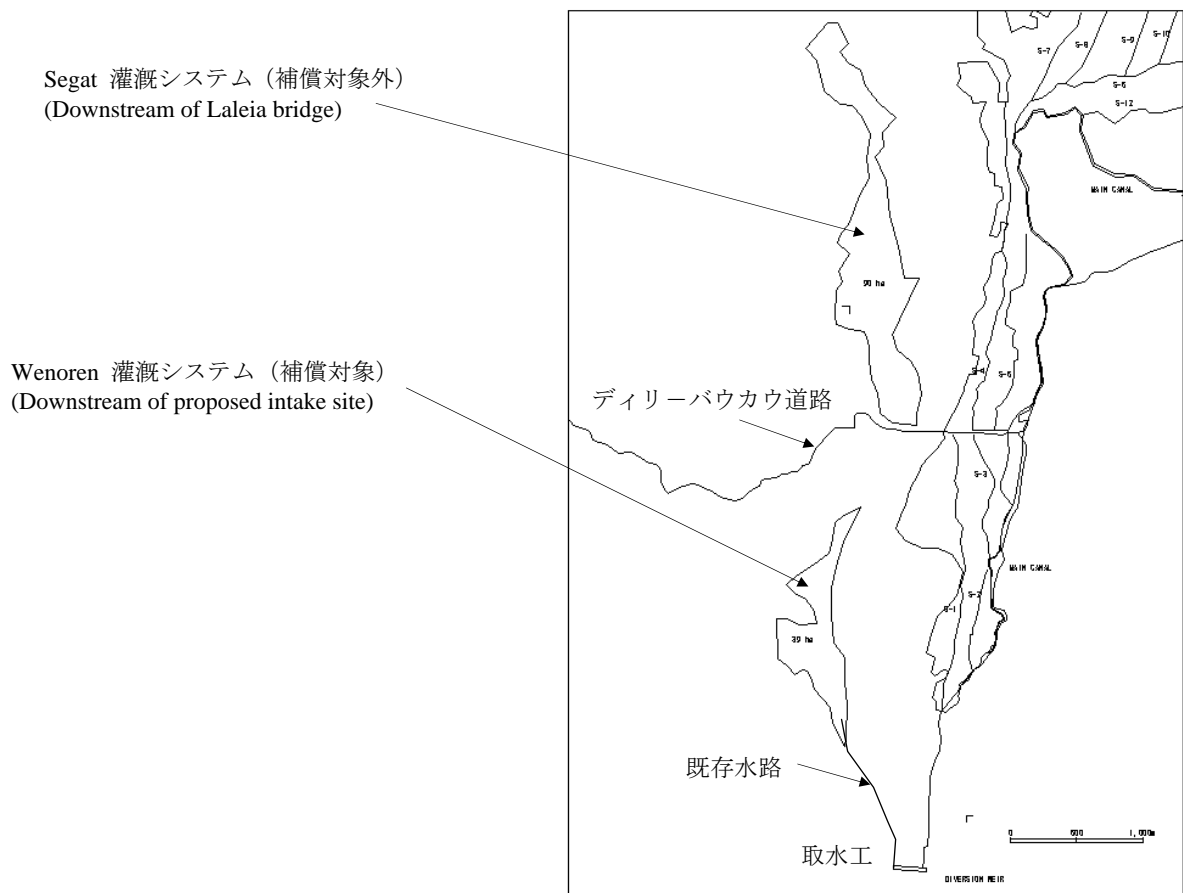 Segat 灌漑システム（補償対象外）
(Downstream of Laleia bridge)
Wenoren 灌漑システム（補償対象）
(Downstream of proposed intake site)
ディリーバウカウ道路
既存水路
取水工
S-7
S-8
S-9
S-10
S-6
S-12
MAIN CANAL
90 ha
S-4
S-5
S-3
MAIN CANAL
S-2
S-1
39 ha
0 500 1,000m
DIVERSION WEIR